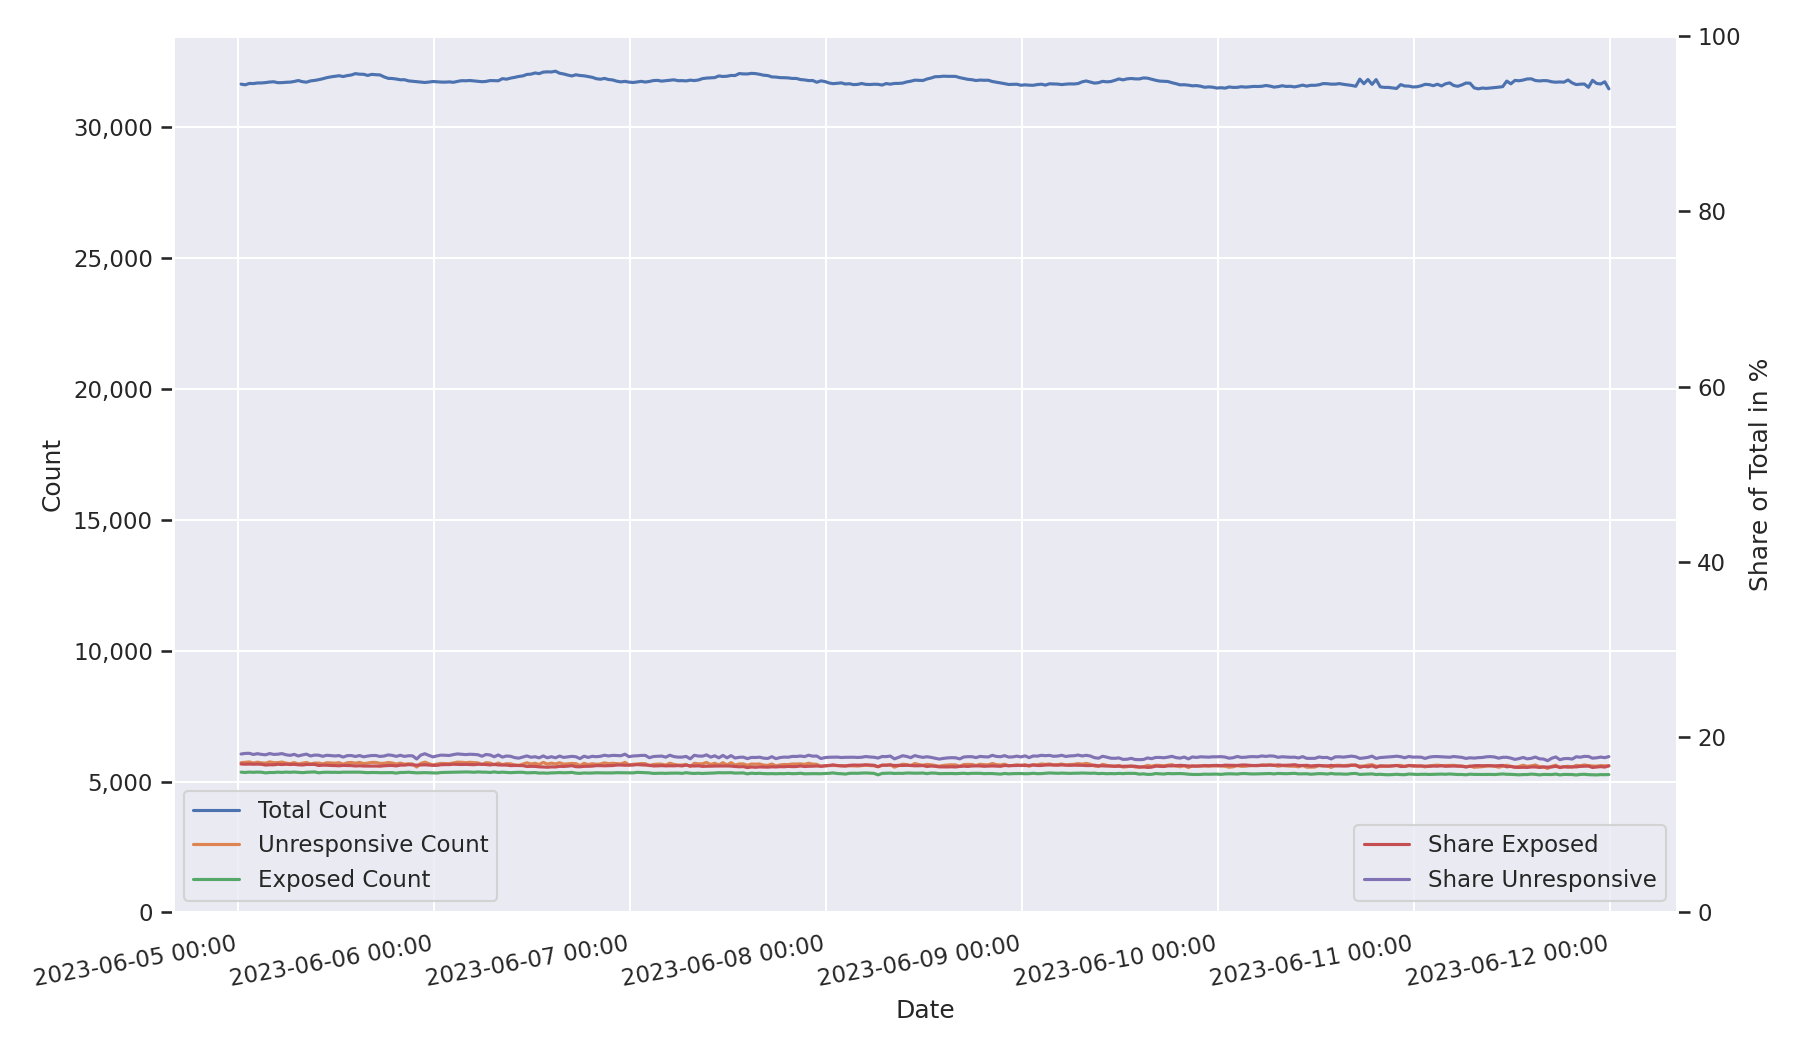 100
30,000
80
25,000
20,000
60
Count
Share of Total in %
15,000
40
10,000
20
5,000
Total Count
Unresponsive Count
Exposed Count
Share Exposed
Share Unresponsive
0
0
2023-06-05 00:00
2023-06-06 00:00
2023-06-07 00:00
2023-06-08 00:00
2023-06-09 00:00
2023-06-10 00:00
2023-06-11 00:00
2023-06-12 00:00
Date